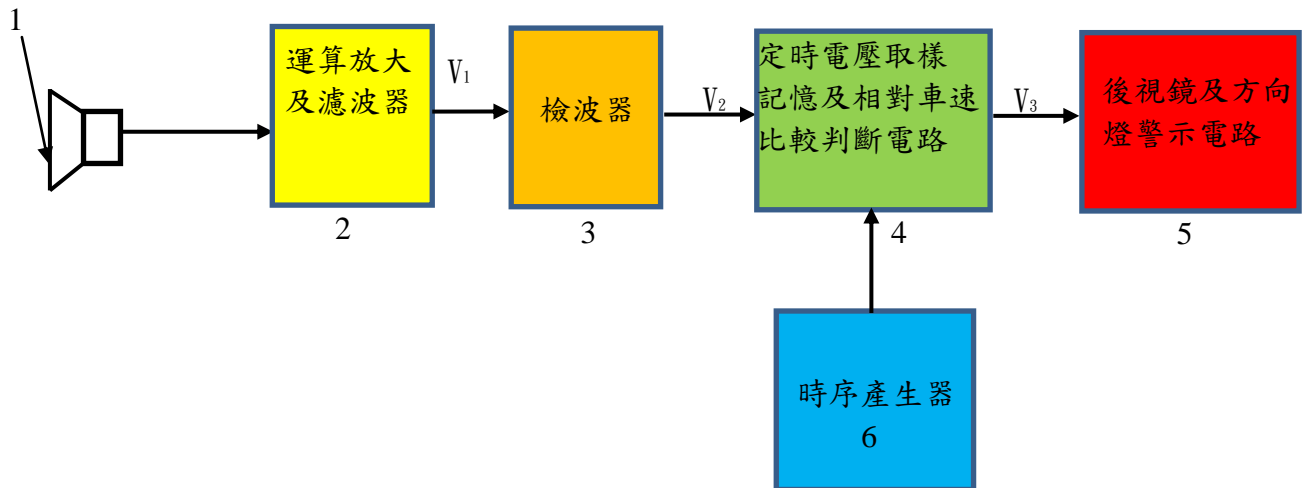 1
運算放大
及濾波器
2
V₁
檢波器
3
V₂
定時電壓取樣
記憶及相對車速
比較判斷電路
4
V₃
後視鏡及方向
燈警示電路
5
時序產生器
6